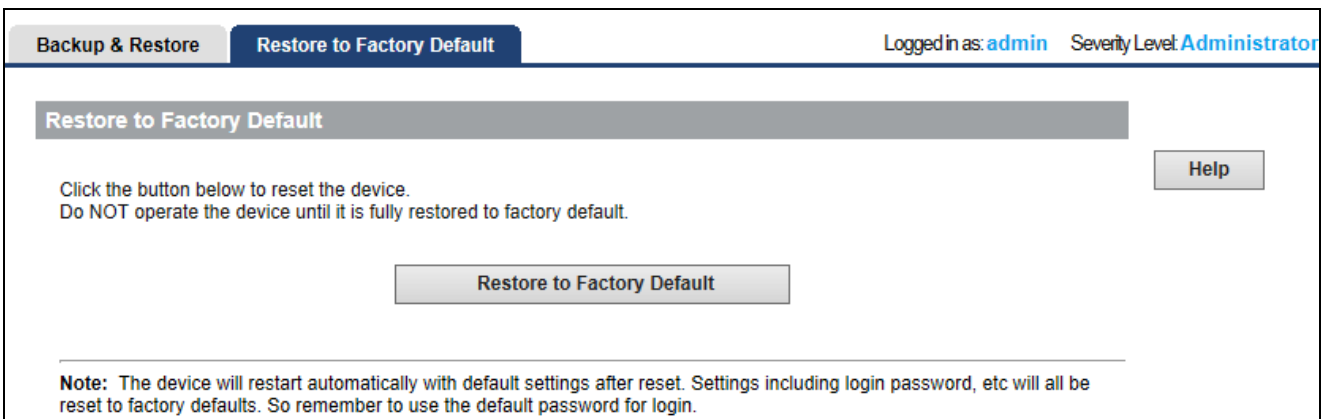 Backup & Restore Restore to Factory Default Logged in as: admin Severity Level: Administrator
Restore to Factory Default
Help
Click the button below to reset the device.
Do NOT operate the device until it is fully restored to factory default.
Restore to Factory Default
Note: The device will restart automatically with default settings after reset. Settings including login password, etc will all be
reset to factory defaults. So remember to use the default password for login.